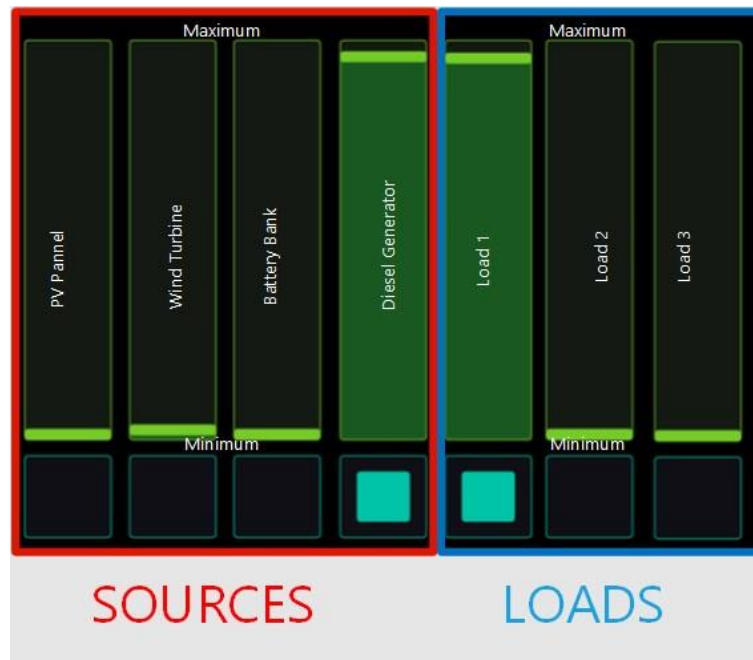 Maximum
Maximum
PV Pannel
Wind Turbine
Battery Bank
Diesel Generator
Load 1
Load 2
Load 3
Minimum
Minimum
SOURCES
LOADS